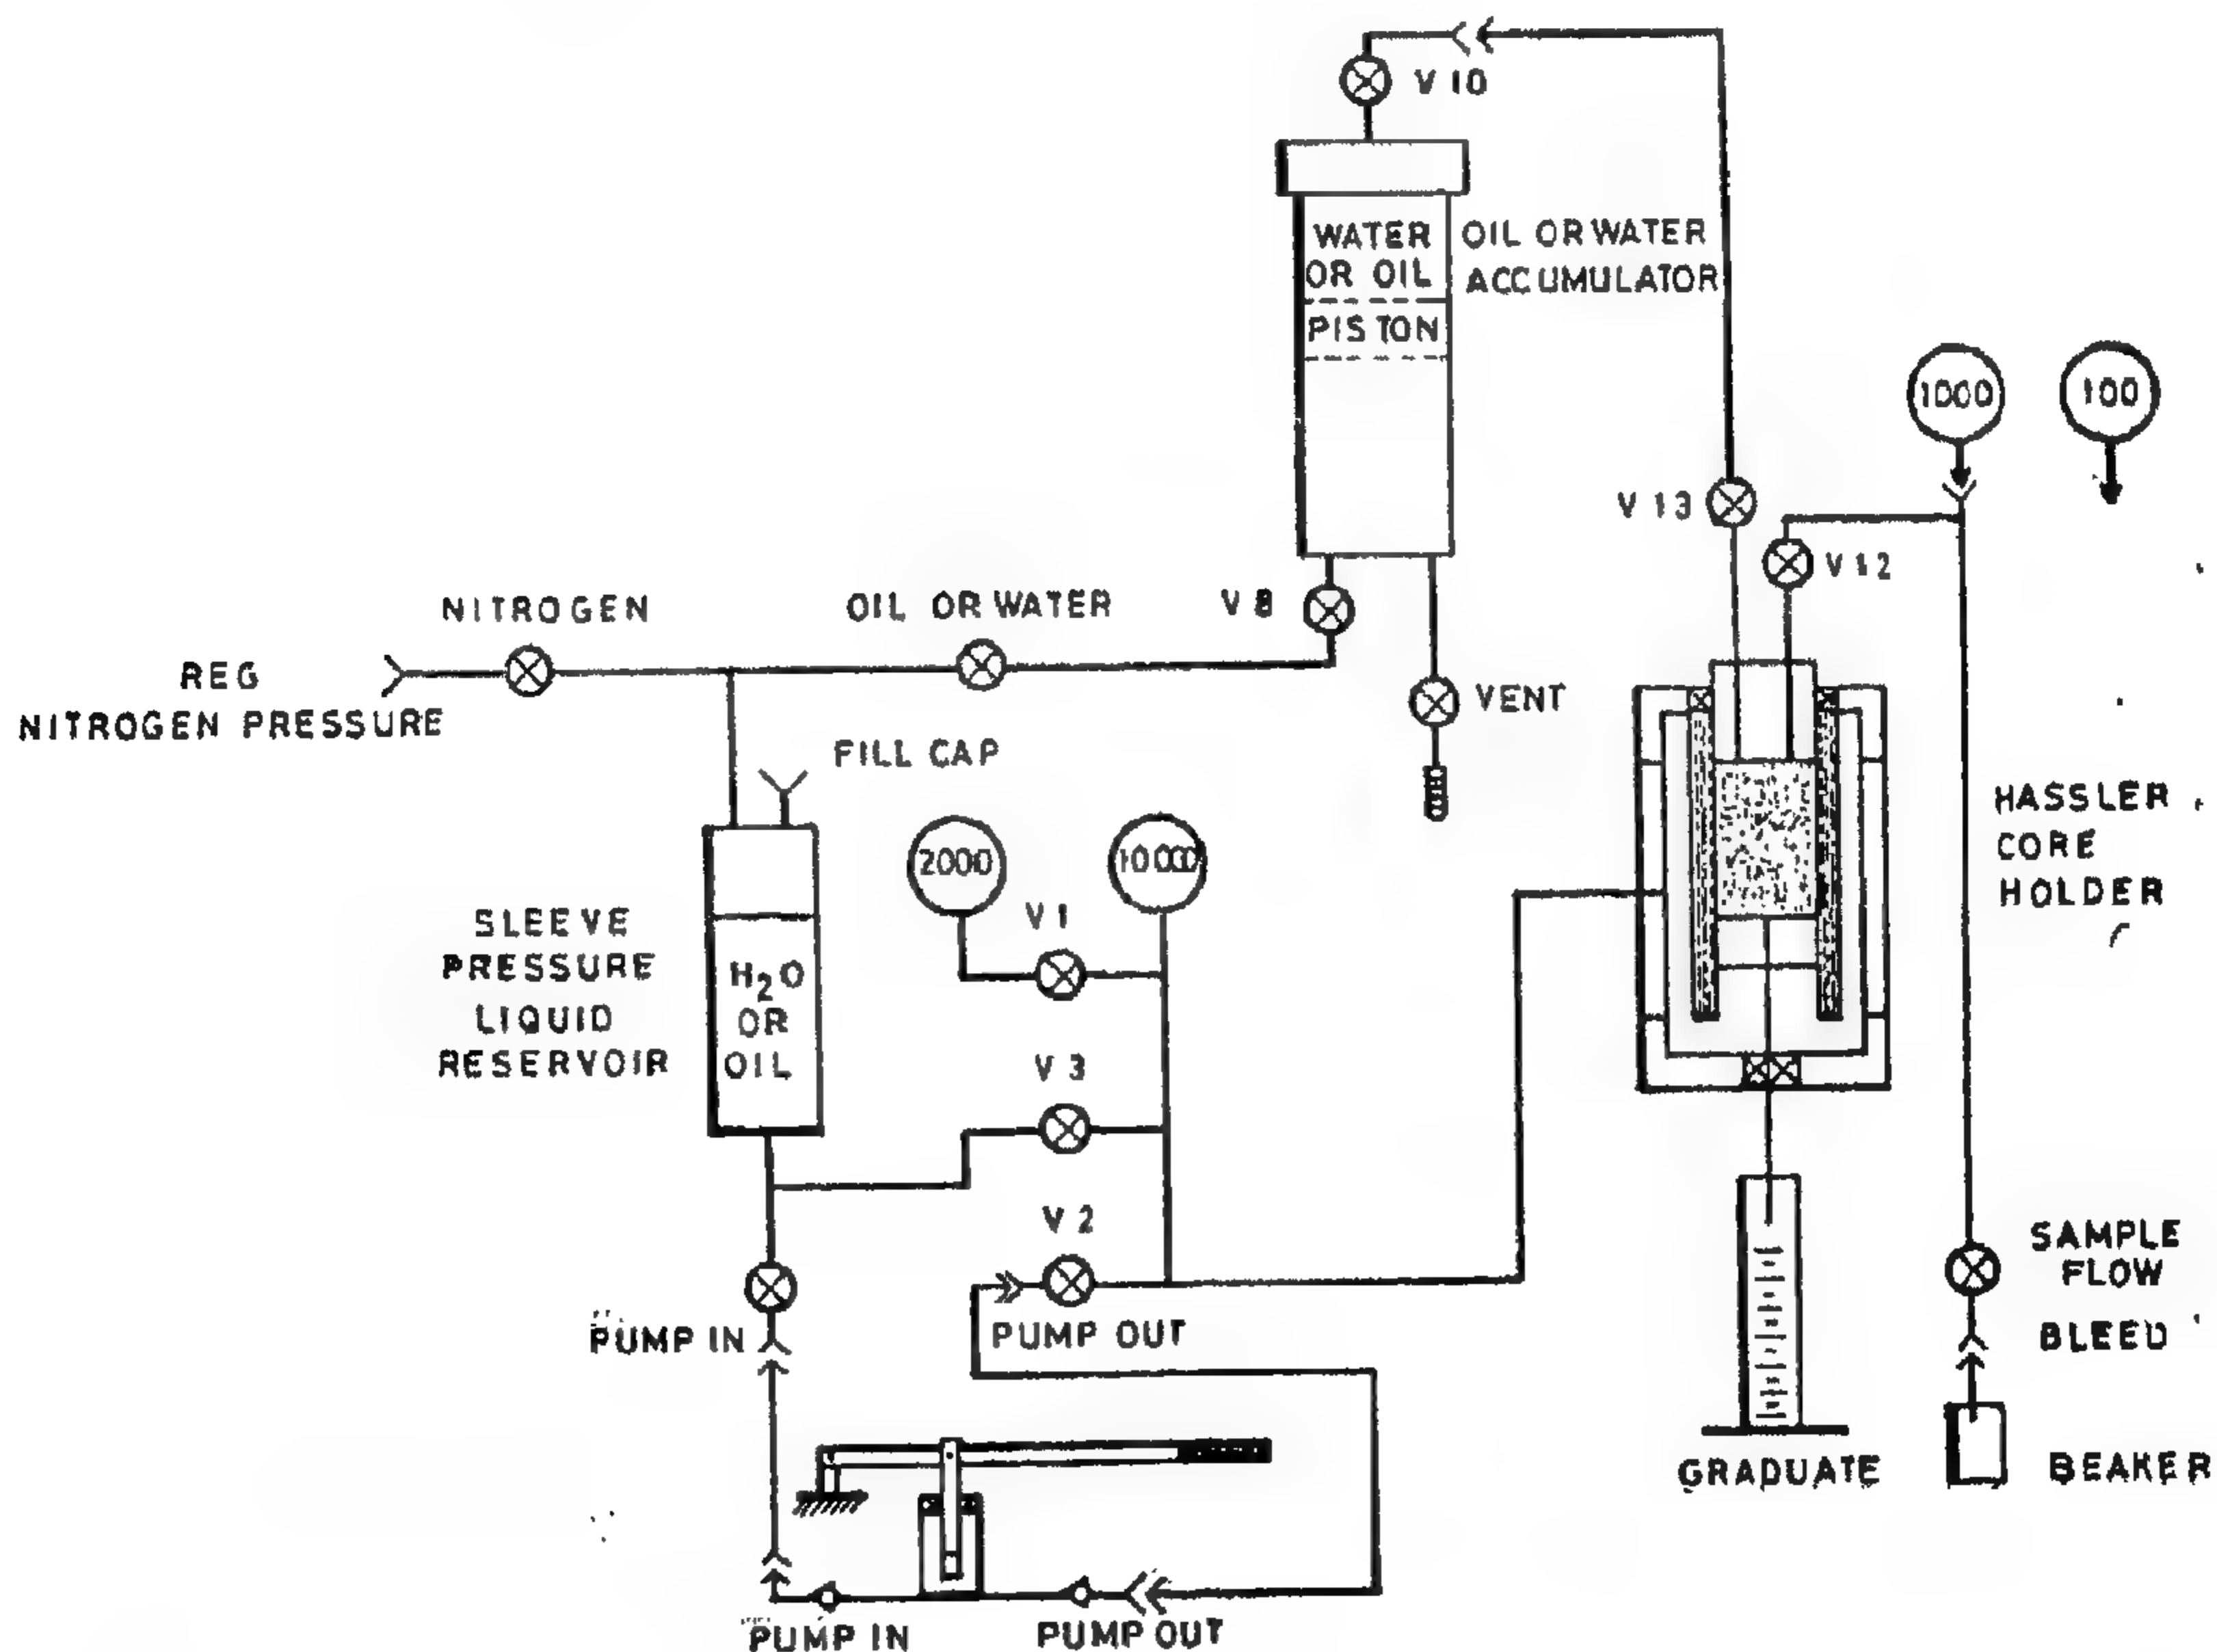 V 10
WATER
OR OIL
PISTON
OIL OR WATER
ACCUMULATOR
1000
100
V 13
V 12
NITROGEN
OIL OR WATER
V 8
REG
NITROGEN PRESSURE
VENT
FILL CAP
HASSLER
CORE
HOLDER
2000
10000
V 1
SLEEVE
PRESSURE
LIQUID
RESERVOIR
H₂O
OR
OIL
V 3
V 2
PUMP IN
PUMP OUT
SAMPLE
FLOW
BLEED
GRADUATE
BEAKER
PUMP IN
PUMP OUT